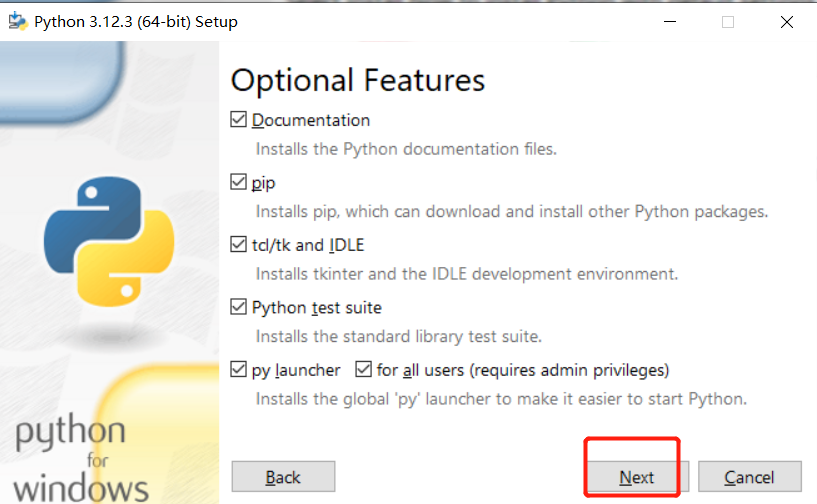 Python 3.12.3 (64-bit) Setup
Optional Features
Documentation
Installs the Python documentation files.
pip
Installs pip, which can download and install other Python packages.
tcl/tk and IDLE
Installs tkinter and the IDLE development environment.
Python test suite
Installs the standard library test suite.
py launcher for all users (requires admin privileges)
Installs the global 'py' launcher to make it easier to start Python.
python
for
windows
Back Next Cancel